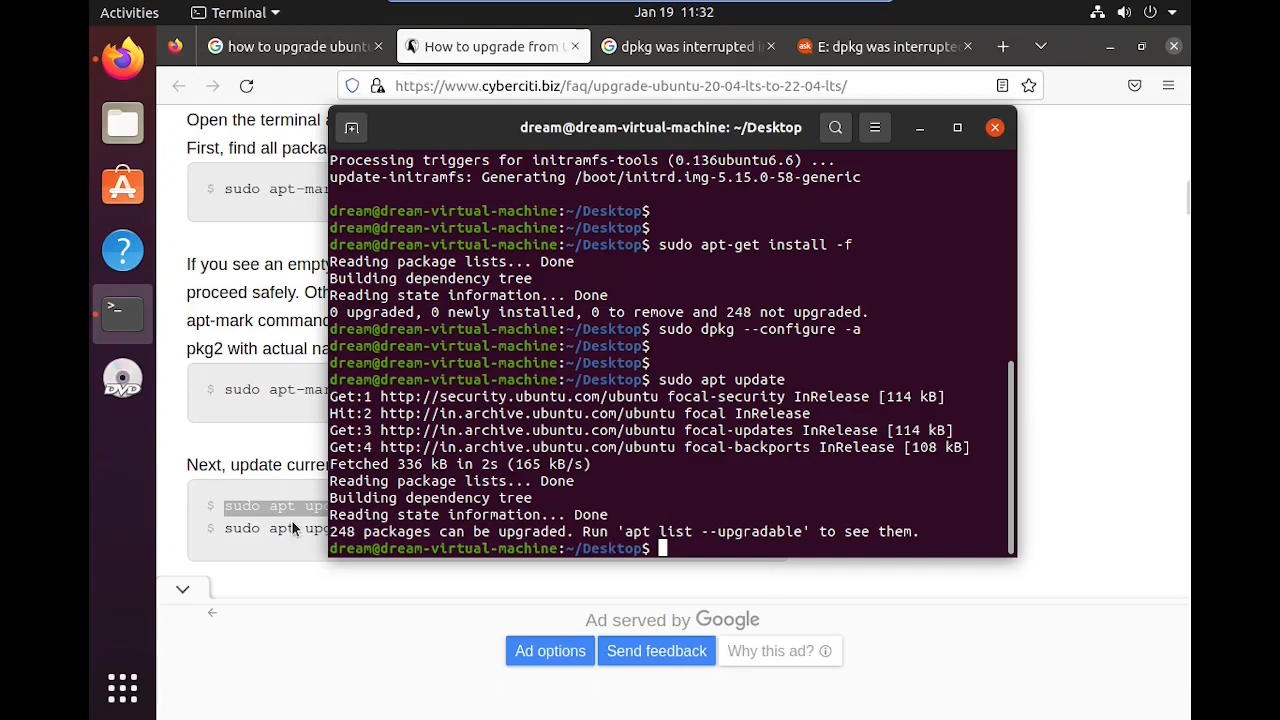 Activities
Terminal
Jan 19 11:32
how to upgrade ubunt
How to upgrade from U
dpkg was interrupted i
ask
E: dpkg was interrupte
https://www.cyberciti.biz/faq/upgrade-ubuntu-20-04-lts-to-22-04-lts/
Open the terminal a
First, find all packa
$ sudo apt-mar
If you see an empty
proceed safely. Oth
apt-mark command
pkg2 with actual na
$ sudo apt-mar
Next, update curre
$ sudo apt upd
$ sudo apt upg
dream@dream-virtual-machine: ~/Desktop
Processing triggers for initramfs-tools (0.136ubuntu6.6) ...
update-initramfs: Generating /boot/initrd.img-5.15.0-58-generic
dream@dream-virtual-machine:~/Desktop$
dream@dream-virtual-machine:~/Desktop$
dream@dream-virtual-machine:~/Desktop$ sudo apt-get install -f
Reading package lists... Done
Building dependency tree
Reading state information... Done
0 upgraded, 0 newly installed, 0 to remove and 248 not upgraded.
dream@dream-virtual-machine:~/Desktop$ sudo dpkg --configure -a
dream@dream-virtual-machine:~/Desktop$
dream@dream-virtual-machine:~/Desktop$
dream@dream-virtual-machine:~/Desktop$ sudo apt update
Get:1 http://security.ubuntu.com/ubuntu focal-security InRelease [114 kB]
Hit:2 http://in.archive.ubuntu.com/ubuntu focal InRelease
Get:3 http://in.archive.ubuntu.com/ubuntu focal-updates InRelease [114 kB]
Get:4 http://in.archive.ubuntu.com/ubuntu focal-backports InRelease [108 kB]
Fetched 336 kB in 2s (165 kB/s)
Reading package lists... Done
Building dependency tree
Reading state information... Done
248 packages can be upgraded. Run 'apt list --upgradable' to see them.
dream@dream-virtual-machine:~/Desktop$
DVD
Ad served by Google
Ad options
Send feedback
Why this ad?